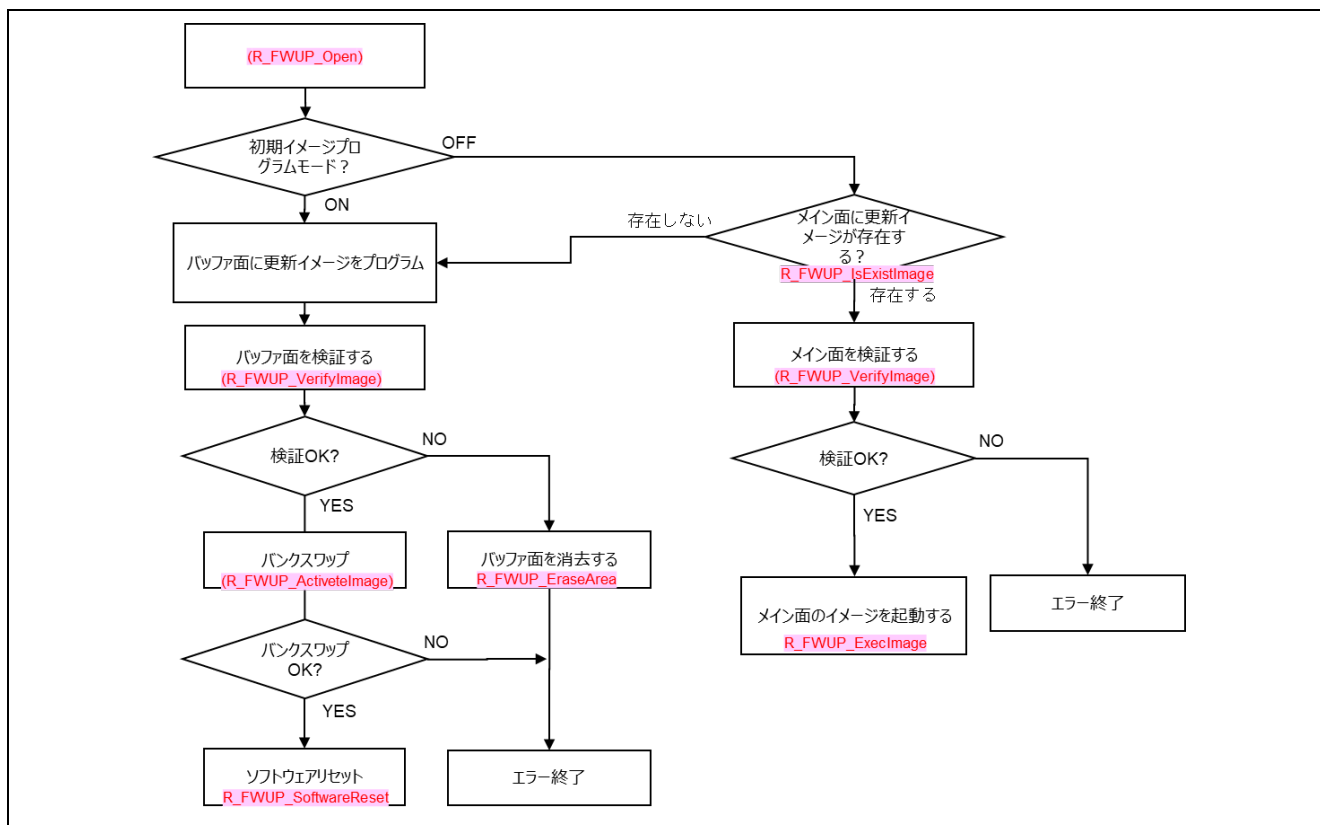 (R_FWUP_Open)
初期イメージプロ
グラムモード？
OFF
ON
バッファ面に更新イメージをプログラム
存在しない
メイン面に更新イ
メージが存在す
る？
R_FWUP_IsExistImage
存在する
バッファ面を検証する
(R_FWUP_VerifyImage)
メイン面を検証する
(R_FWUP_VerifyImage)
検証OK?
NO
YES
検証OK?
NO
YES
バンクスワップ
(R_FWUP_ActiveteImage)
バッファ面を消去する
R_FWUP_EraseArea
メイン面のイメージを起動する
R_FWUP_ExecImage
エラー終了
バンクスワップ
OK?
NO
YES
ソフトウェアリセット
R_FWUP_SoftwareReset
エラー終了